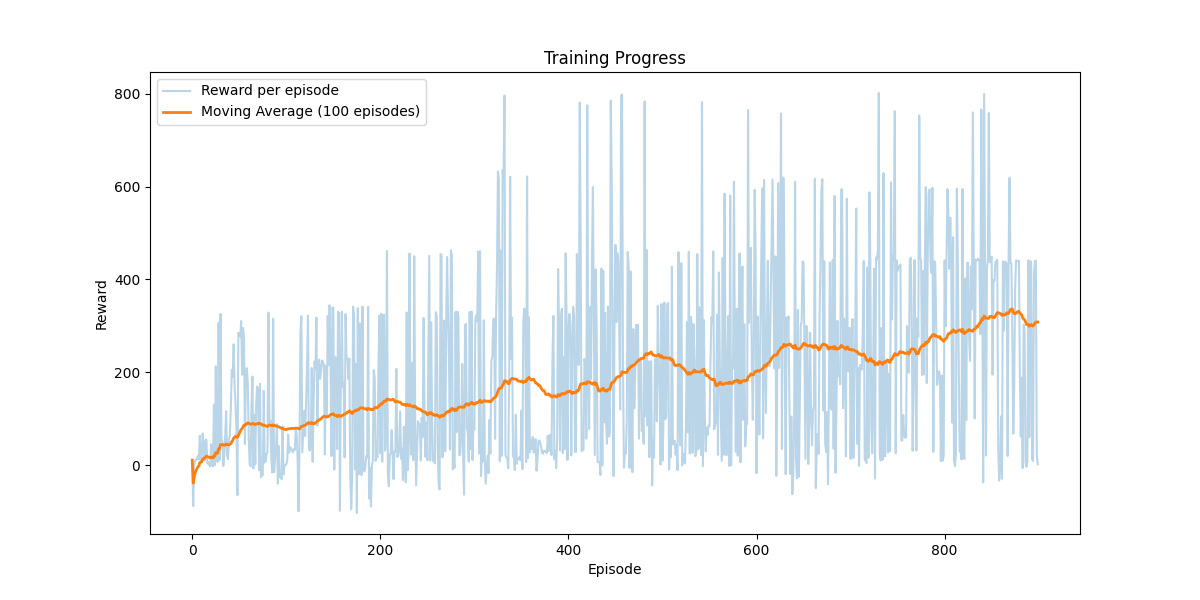 Training Progress
Reward per episode
Moving Average (100 episodes)
800
600
400
200
0
Reward
0
200
400
600
800
Episode